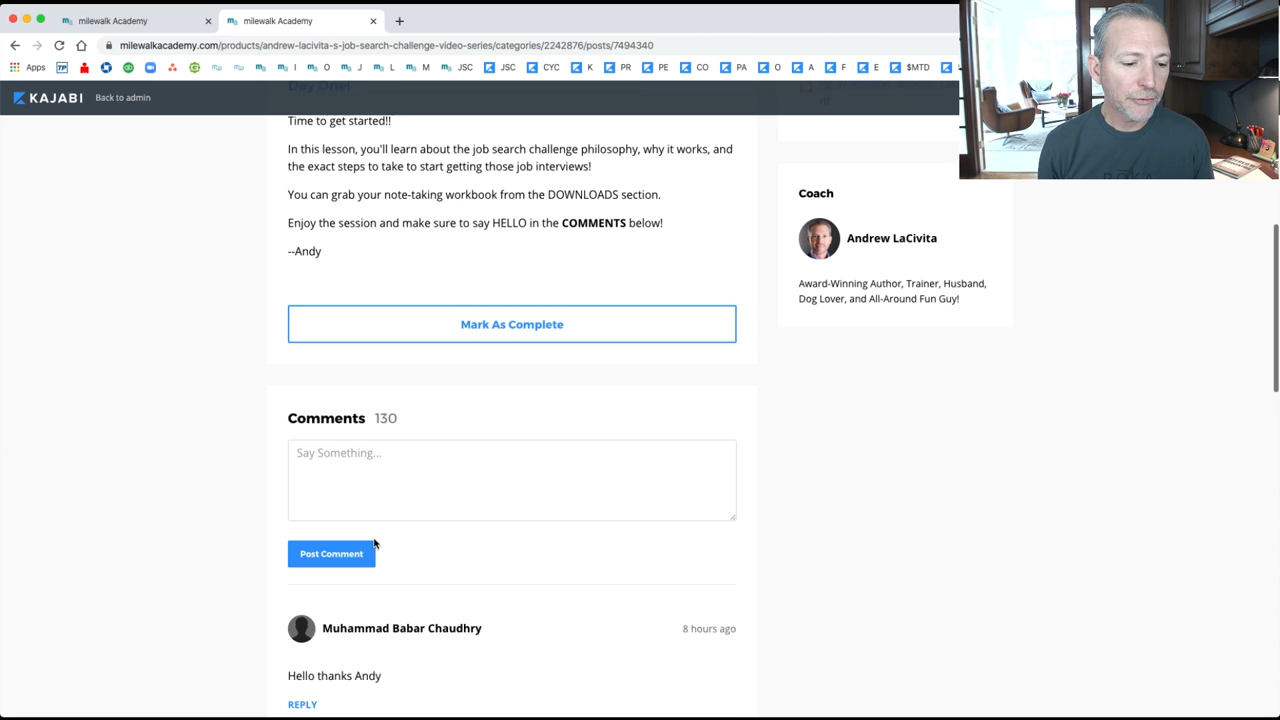 milewalk Academy
milewalk Academy
milewalkacademy.com/products/andrew-lacivita-s-job-search-challenge-video-series/categories/2242876/posts/7494340
Apps I O J L M JSC JSC CYC K PR PE CO PA O A F E $MTD
KAJABI Back to admin
Day One!
Time to get started!!
In this lesson, you'll learn about the job search challenge philosophy, why it works, and
the exact steps to take to start getting those job interviews!
You can grab your note-taking workbook from the DOWNLOADS section.
Enjoy the session and make sure to say HELLO in the COMMENTS below!
--Andy
Mark As Complete
Coach
Andrew LaCivita
Award-Winning Author, Trainer, Husband,
Dog Lover, and All-Around Fun Guy!
Comments 130
Say Something...
Post Comment
Muhammad Babar Chaudhry
8 hours ago
Hello thanks Andy
REPLY